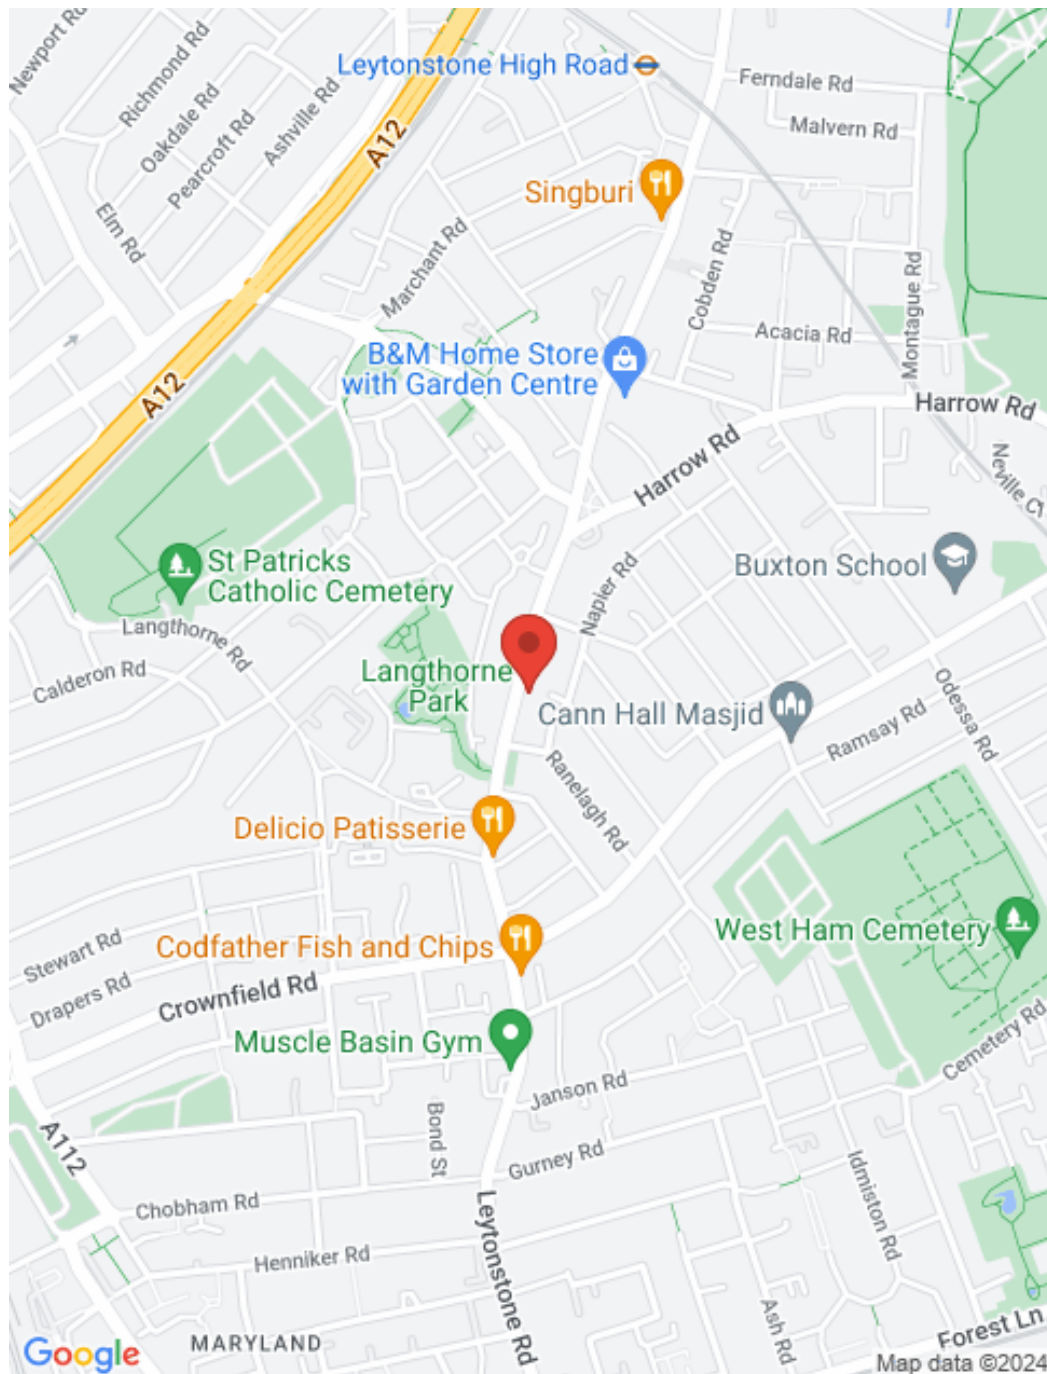 Newport Rd
Richmond Rd
Oakdale Rd
Pearcroft Rd
Ashville Rd
Elm Rd
A12
Leytonstone High Road
Ferndale Rd
Malvern Rd
Singburi
Marchant Rd
Cobden Rd
Montague Rd
Acacia Rd
B&M Home Store
with Garden Centre
A12
Harrow Rd
Harrow Rd
Neville Cl
St Patricks
Catholic Cemetery
Buxton School
Napier Rd
Langthorne Rd
Calderon Rd
Langthorne
Park
Cann Hall Masjid
Odessa Rd
Ramsay Rd
Ranelagh Rd
Delicio Patisserie
West Ham Cemetery
Stewart Rd
Codfather Fish and Chips
Drapers Rd
Crownfield Rd
Muscle Basin Gym
Cemetery Rd
Janson Rd
Bond St
A112
Gurney Rd
Idmiston Rd
Chobham Rd
Leytonstone Rd
Henniker Rd
Ash Rd
MARYLAND
Forest Ln
Google
Map data ©2024